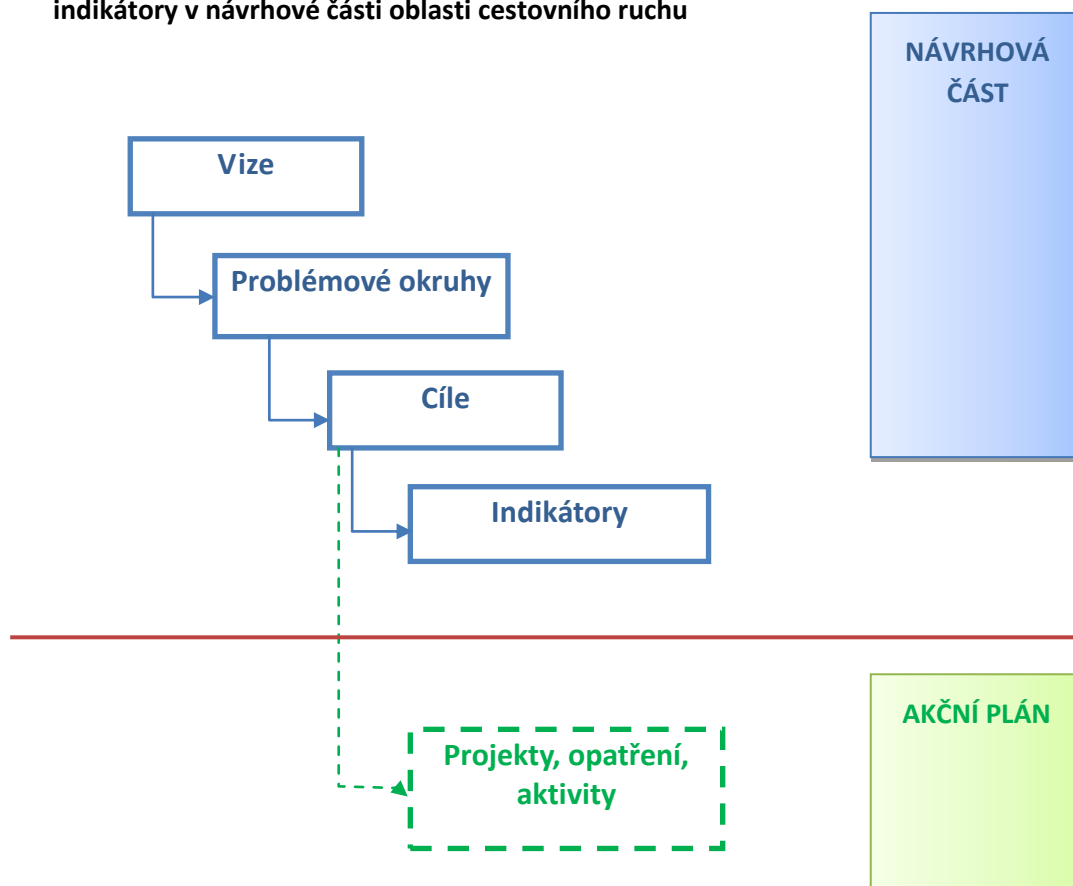 indikátory v návrhové části oblasti cestovního ruchu
NÁVRHOVÁ
ČÁST
Vize
Problémové okruhy
Cíle
Indikátory
AKČNÍ PLÁN
Projekty, opatření,
aktivity